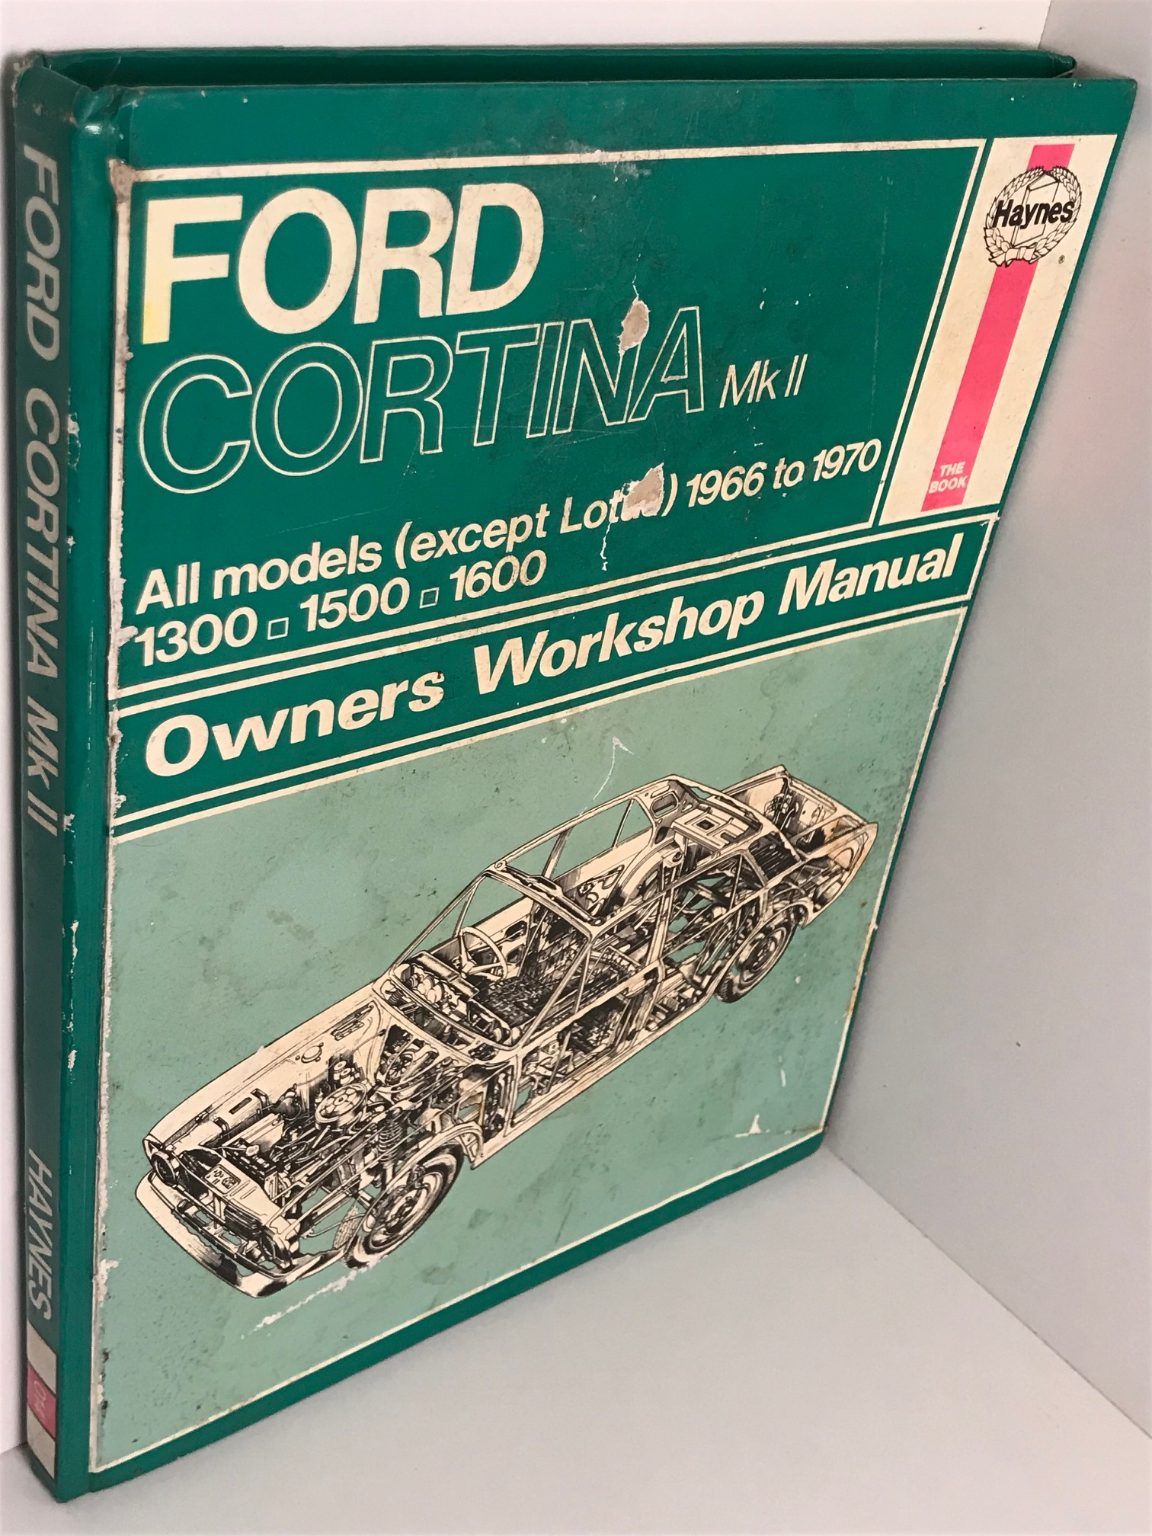 FORD
CORTINA Mk II
All models (except Lotus) 1966 to 1970
1300 □ 1500 □ 1600
Owners Workshop Manual
Haynes
®
THE
BOOK
FORD CORTINA Mk II
HAYNES